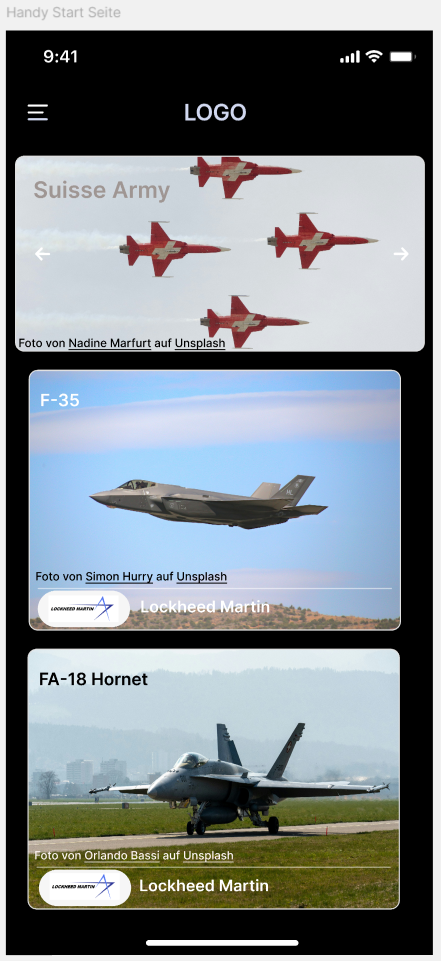 Handy Start Seite
9:41
LOGO
Suisse Army
Foto von Nadine Marfurt auf Unsplash
F-35
Foto von Simon Hurry auf Unsplash
LOCKHEED MARTIN
Lockheed Martin
FA-18 Hornet
Foto von Orlando Bassi auf Unsplash
LOCKHEED MARTIN
Lockheed Martin